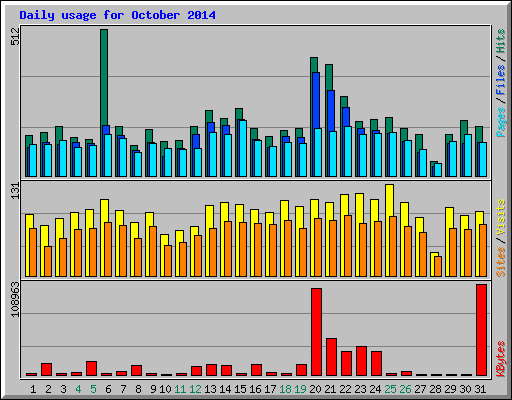 Daily usage for October 2014
512
Pages / Files / Hits
131
Sites / Visits
108963
KBytes
1 2 3 4 5 6 7 8 9 10 11 12 13 14 15 16 17 18 19 20 21 22 23 24 25 26 27 28 29 30 31